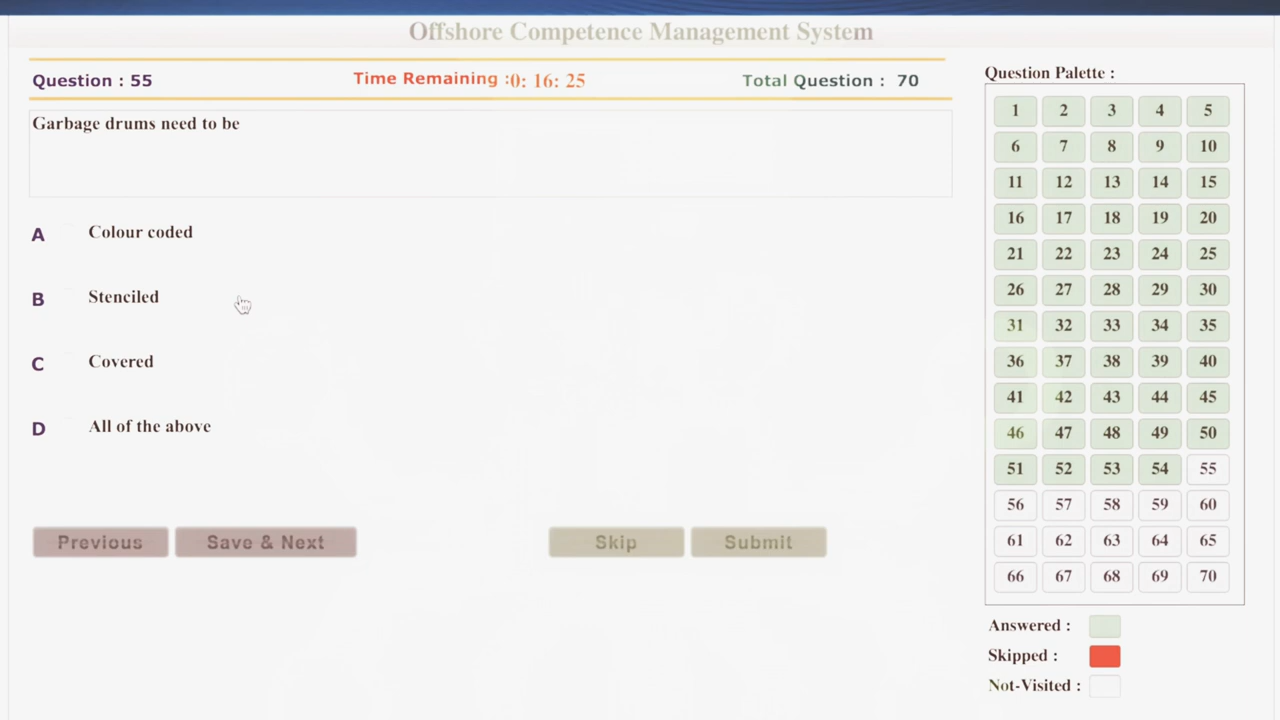 Offshore Competence Management System
Question : 55
Time Remaining :0: 16: 25
Total Question : 70
Garbage drums need to be
A Colour coded
B Stenciled
C Covered
D All of the above
Previous
Save & Next
Skip
Submit
Question Palette :
1 2 3 4 5
6 7 8 9 10
11 12 13 14 15
16 17 18 19 20
21 22 23 24 25
26 27 28 29 30
31 32 33 34 35
36 37 38 39 40
41 42 43 44 45
46 47 48 49 50
51 52 53 54 55
56 57 58 59 60
61 62 63 64 65
66 67 68 69 70
Answered :
Skipped :
Not-Visited :